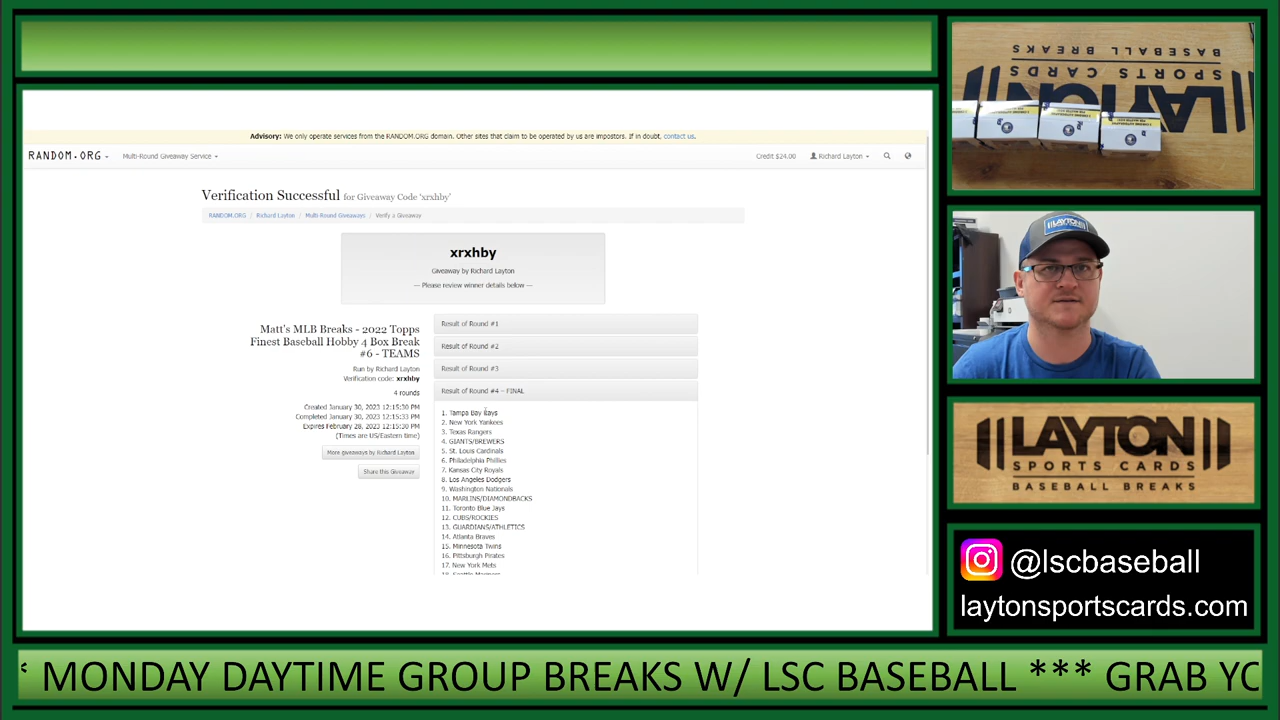 Advisory: We only operate services from the RANDOM.ORG domain. Other sites that claim to be operated by us are impostors. If in doubt, contact us.
RANDOM.ORG
Multi-Round Giveaway Service
Credit $24.00
Richard Layton
Verification Successful for Giveaway Code 'xrxhby'
RANDOM.ORG / Richard Layton / Multi-Round Giveaways / Verify a Giveaway
xrxhby
Giveaway by Richard Layton
--- Please review winner details below ---
Matt's MLB Breaks - 2022 Topps
Finest Baseball Hobby 4 Box Break
#6 - TEAMS
Run by Richard Layton
Verification code: xrxhby
4 rounds
Created January 30, 2023 12:15:30 PM
Completed January 30, 2023 12:15:33 PM
Expires February 28, 2023 12:15:30 PM
(Times are US/Eastern time)
More giveaways by Richard Layton
Share this Giveaway
Result of Round #1
Result of Round #2
Result of Round #3
Result of Round #4 – FINAL
1. Tampa Bay Rays
2. New York Yankees
3. Texas Rangers
4. GIANTS/BREWERS
5. St. Louis Cardinals
6. Philadelphia Phillies
7. Kansas City Royals
8. Los Angeles Dodgers
9. Washington Nationals
10. MARLINS/DIAMONDBACKS
11. Toronto Blue Jays
12. CUBS/ROCKIES
13. GUARDIANS/ATHLETICS
14. Atlanta Braves
15. Minnesota Twins
16. Pittsburgh Pirates
17. New York Mets
BASEBALL BREAKS
SPORTS CARDS
LAYTON
LAYTON
LAYTON
SPORTS CARDS
BASEBALL BREAKS
@lscbaseball
laytonsportscards.com
MONDAY DAYTIME GROUP BREAKS W/ LSC BASEBALL *** GRAB YO